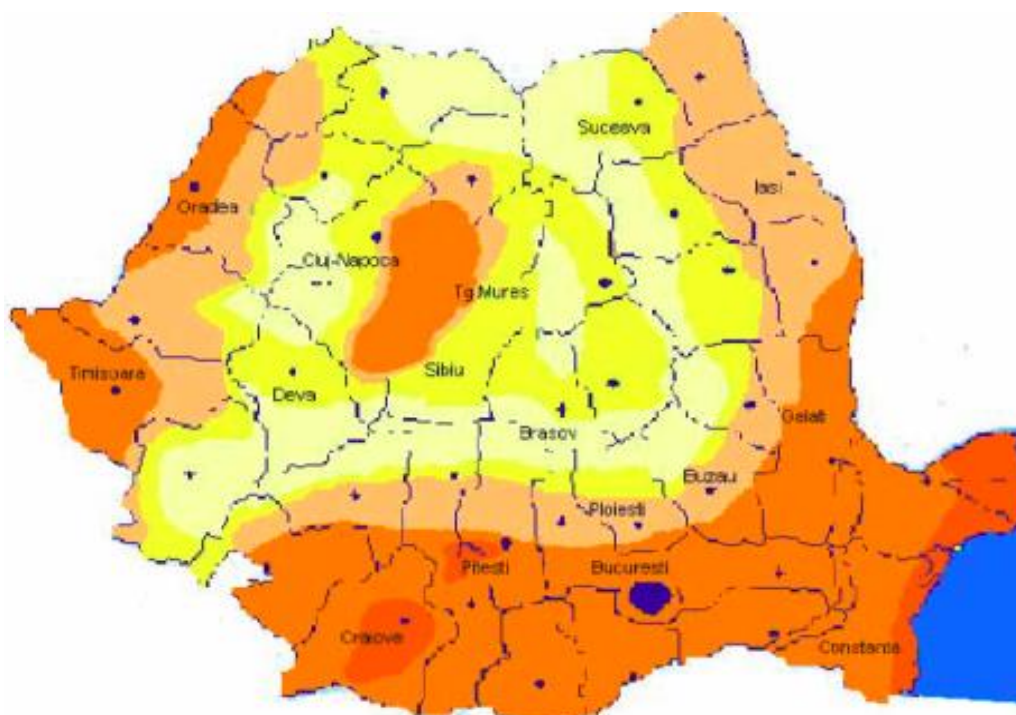 Suceava
Iasi
Oradea
Cluj-Napoca
Tg.Mures
Timisoara
Sibiu
Deva
Galati
Brasov
Buzau
Ploiesti
Pitesti
Bucuresti
Craiova
Constanta